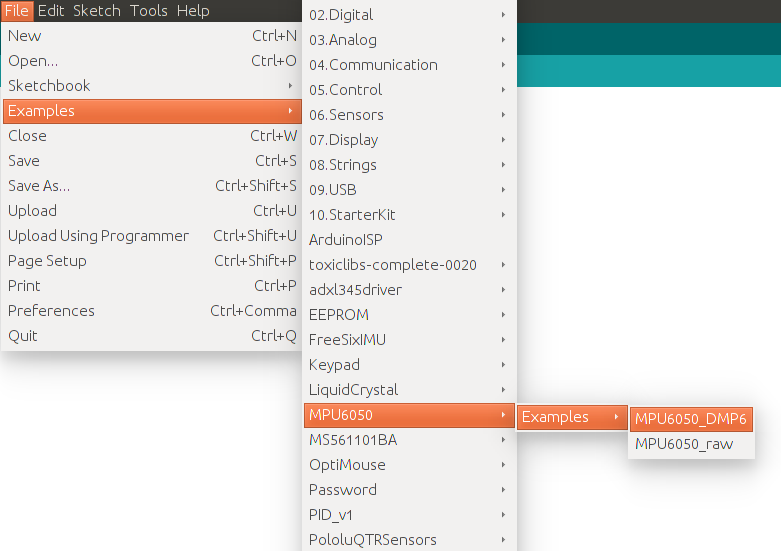 File Edit Sketch Tools Help
New Ctrl+N
Open... Ctrl+O
Sketchbook
Examples
Close Ctrl+W
Save Ctrl+S
Save As... Ctrl+Shift+S
Upload Ctrl+U
Upload Using Programmer Ctrl+Shift+U
Page Setup Ctrl+Shift+P
Print Ctrl+P
Preferences Ctrl+Comma
Quit Ctrl+Q
02.Digital
03.Analog
04.Communication
05.Control
06.Sensors
07.Display
08.Strings
09.USB
10.StarterKit
ArduinoISP
toxiclibs-complete-0020
adxl345driver
EEPROM
FreeSixIMU
Keypad
LiquidCrystal
MPU6050
MS561101BA
OptiMouse
Password
PID_v1
PololuQTRSensors
Examples
MPU6050_DMP6
MPU6050_raw